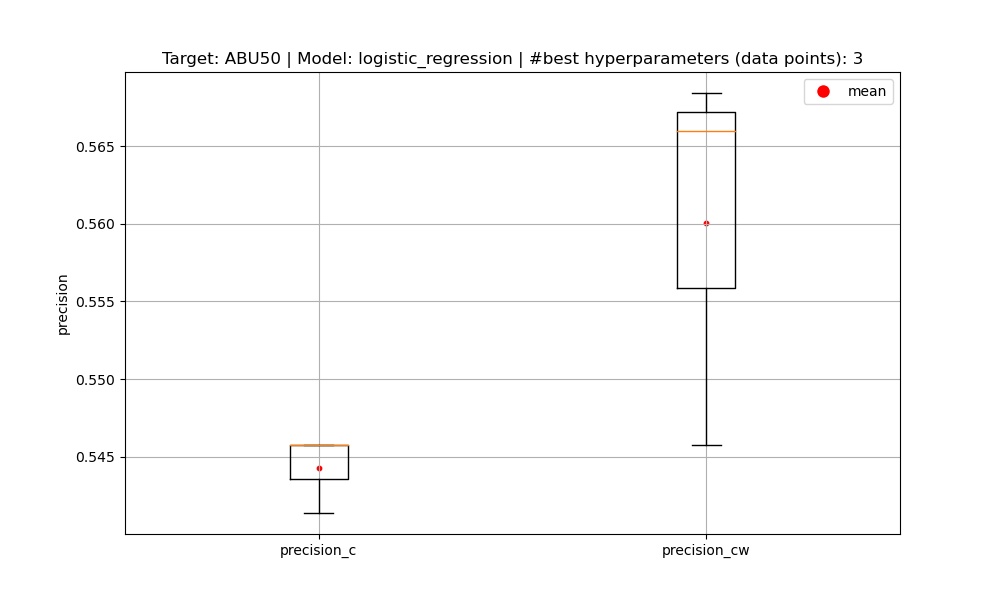 Target: ABU50 | Model: logistic_regression | #best hyperparameters (data points): 3
mean
0.565
0.560
0.555
0.550
0.545
precision
precision_c
precision_cw